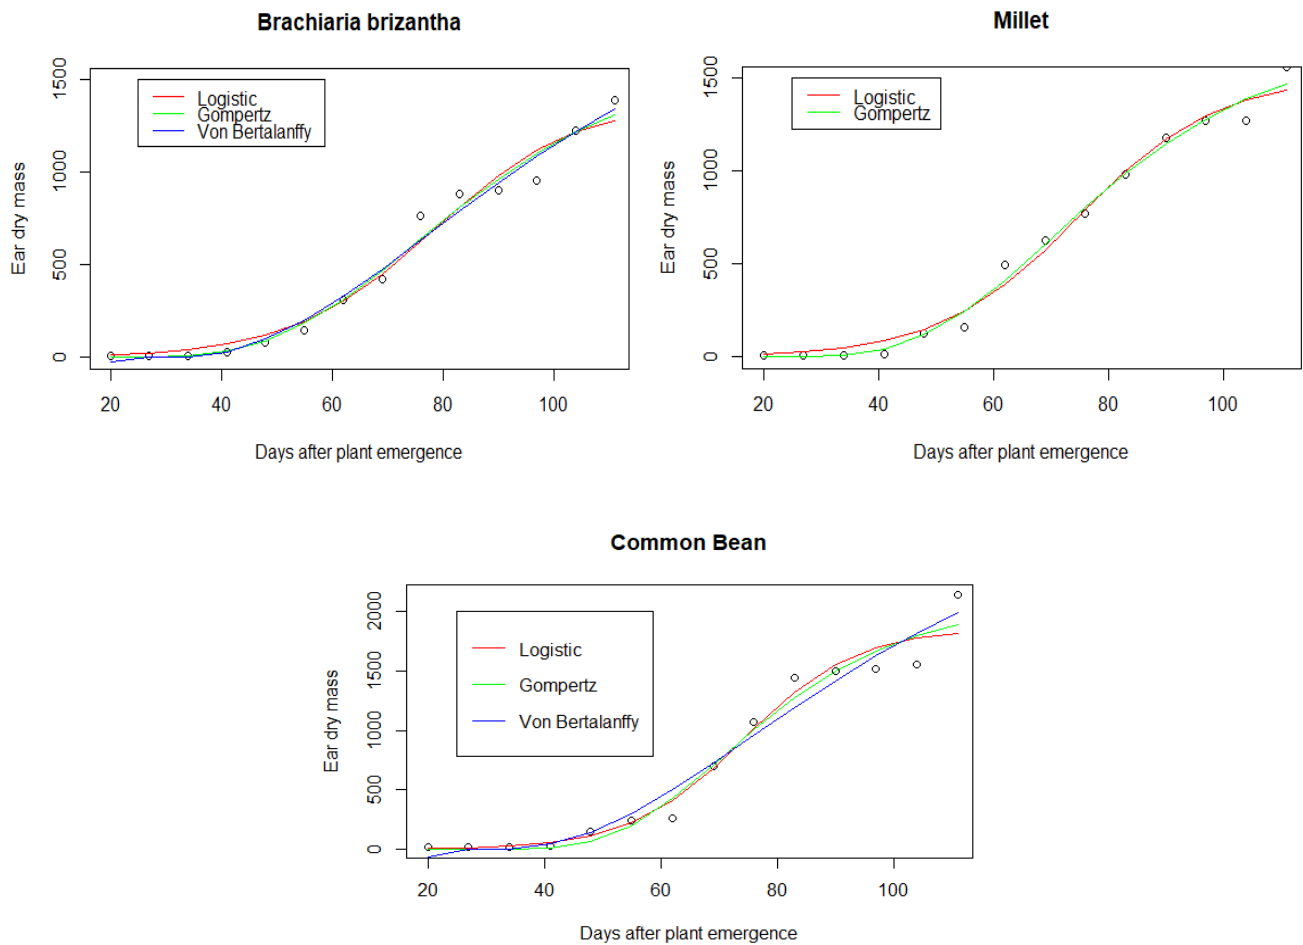 Brachiaria brizantha
Millet
Ear dry mass
0 500 1000 1500
Logistic
Gompertz
Von Bertalanffy
20 40 60 80 100
Days after plant emergence
Ear dry mass
0 500 1000 1500
Logistic
Gompertz
20 40 60 80 100
Days after plant emergence
Common Bean
Ear dry mass
0 500 1000 1500 2000
Logistic
Gompertz
Von Bertalanffy
20 40 60 80 100
Days after plant emergence